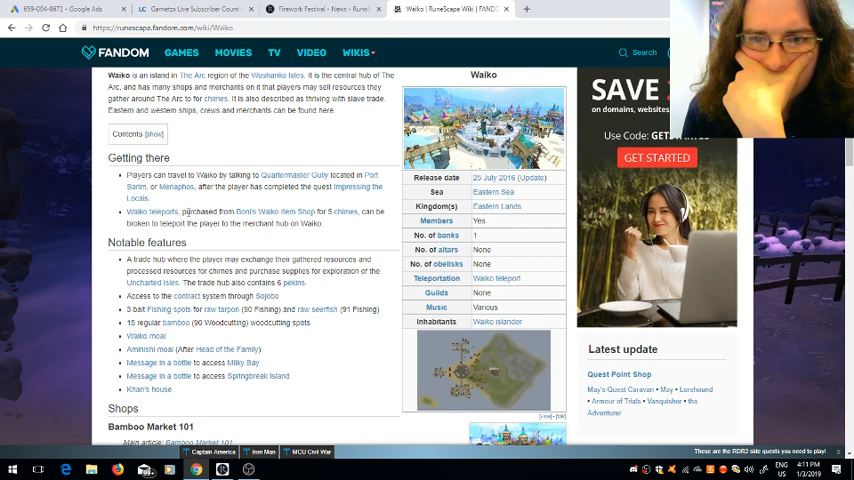 659-004-8672 - Google Ads
Gametzi Live Subscriber Count -
Firework Festival - News - RuneS
Waiko | RuneScape Wiki | FAND
https://runescape.fandom.com/wiki/Waiko
FANDOM GAMES MOVIES TV VIDEO WIKIS Search
Waiko is an island in The Arc region of the Wushanko Isles. It is the central hub of The
Arc, and has many shops and merchants on it that players may sell resources they
gather around The Arc to for chimes. It is also described as thriving with slave trade.
Eastern and western ships, crews and merchants can be found here.
Contents [show]
Getting there
Players can travel to Waiko by talking to Quartermaster Gully located in Port
Sarim, or Menaphos, after the player has completed the quest Impressing the
Locals.
Waiko teleports, purchased from Boni's Waiko Item Shop for 5 chimes, can be
broken to teleport the player to the merchant hub on Waiko.
Notable features
A trade hub where the player may exchange their gathered resources and
processed resources for chimes and purchase supplies for exploration of the
Uncharted Isles. The trade hub also contains 6 pekins.
Access to the contract system through Sojobo
3 bait Fishing spots for raw tarpon (90 Fishing) and raw seerfish (91 Fishing)
15 regular bamboo (90 Woodcutting) woodcutting spots
Waiko moai
Aminishi moai (After Head of the Family)
Message in a bottle to access Milky Bay
Message in a bottle to access Springbreak Island
Khan's house
Shops
Bamboo Market 101
Main article: Bamboo Market 101
Waiko
Release date 25 July 2016 (Update)
Sea Eastern Sea
Kingdom(s) Eastern Lands
Members Yes
No. of banks 1
No. of altars None
No. of obelisks None
Teleportation Waiko teleport
Guilds None
Music Various
Inhabitants Waiko islander
[view] • [talk]
SAVE
on domains, websites,
Use Code:
GET STARTED
Latest update
Quest Point Shop
May's Quest Caravan • May • Lorehound
• Armour of Trials • Vanquisher • the
Adventurer
Captain America Iron Man MCU Civil War
These are the RDR2 side quests you need to play!
ENG
US
4:11 PM
1/3/2019